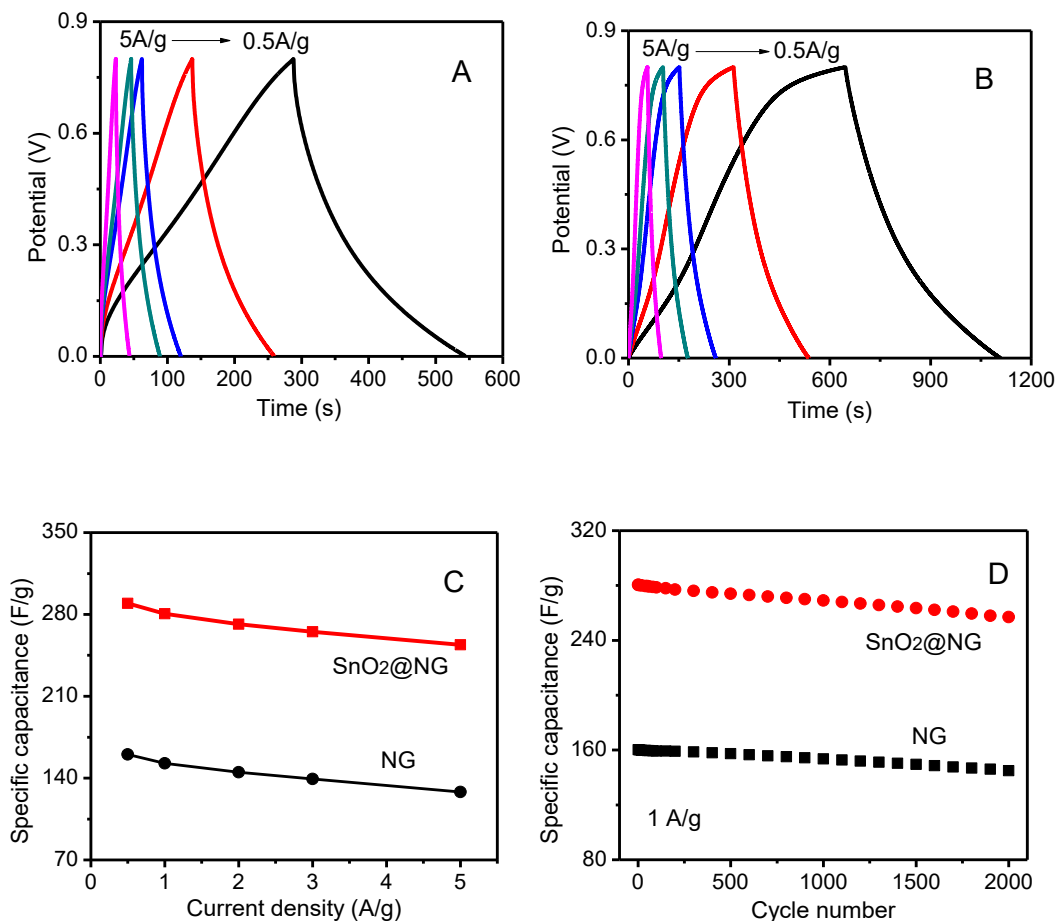 0.9
0.6
0.3
0.0
Potential (V)
5A/g
0.5A/g
A
0 100 200 300 400 500 600
Time (s)
0.9
0.6
0.3
0.0
Potential (V)
5A/g
0.5A/g
B
0 300 600 900 1200
Time (s)
350
280
210
140
70
Specific capacitance (F/g)
C
SnO2@NG
NG
0 1 2 3 4 5
Current density (A/g)
320
240
160
80
Specific capacitance (F/g)
D
SnO2@NG
NG
1 A/g
0 500 1000 1500 2000
Cycle number